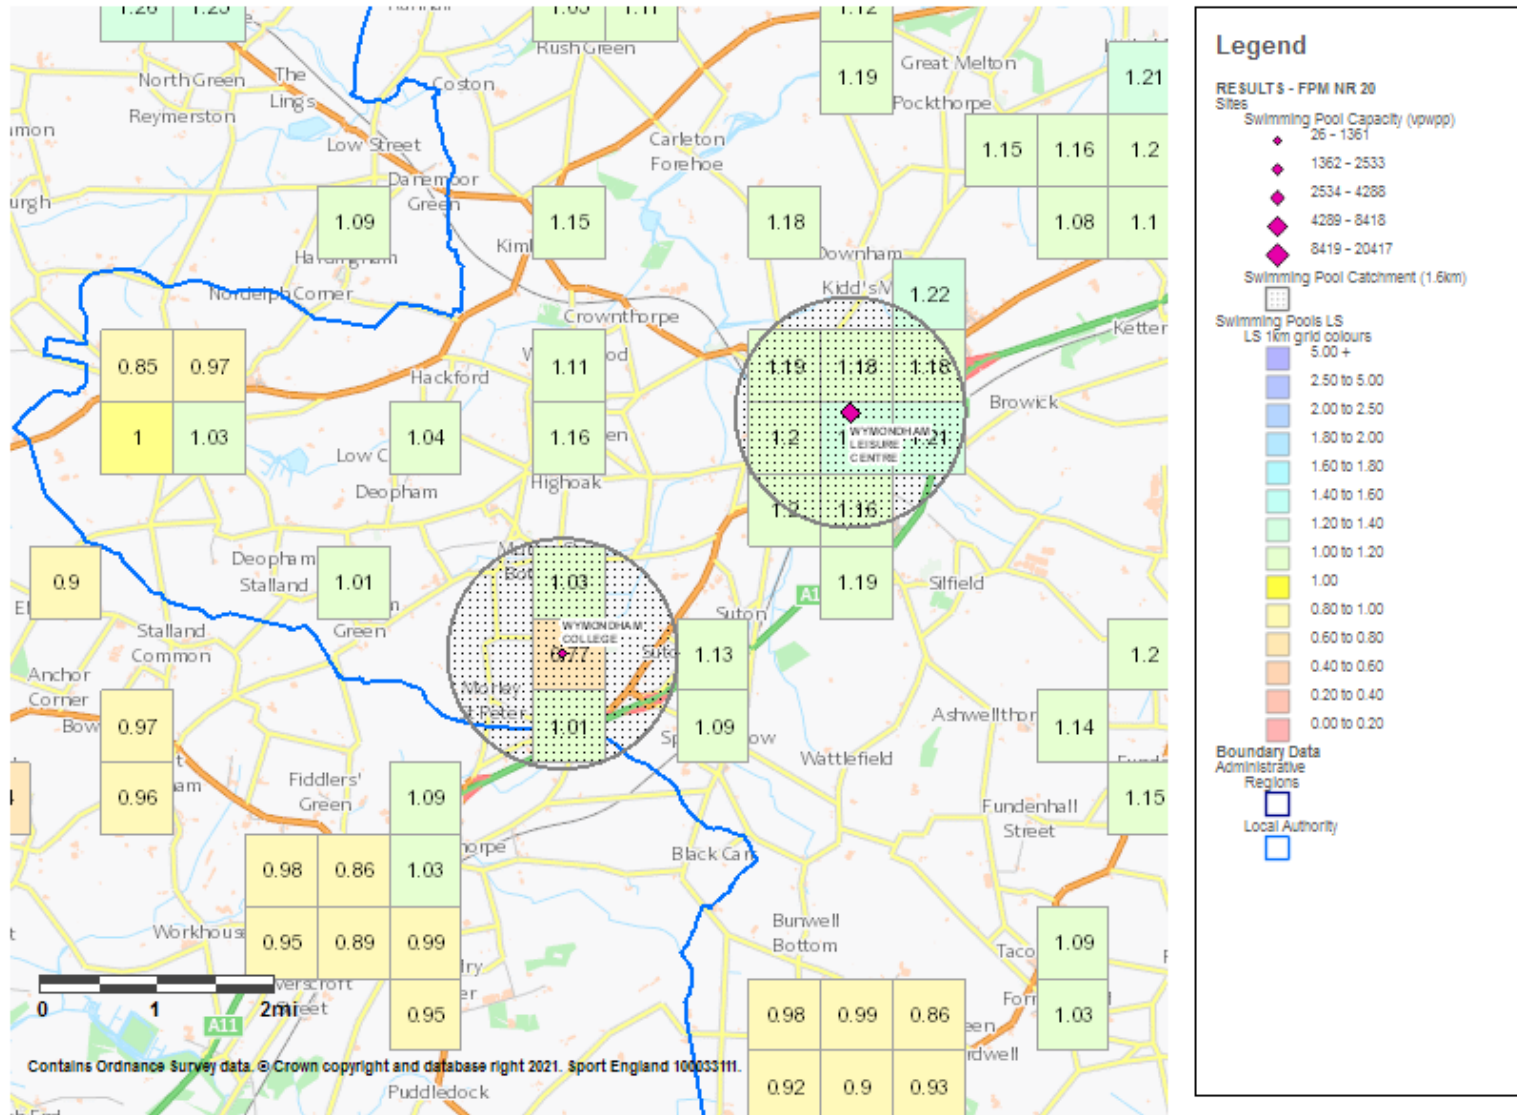 1.26 1.25
1.05 1.11
1.12
Rush Green
North Green
The
Ling's
Coston
1.19
Great Melton
1.21
Reymerston
Pockthorpe
Low Street
Carleton
Forehoe
1.15 1.16 1.2
Danemoor
Green
1.09
1.15
1.18
1.08 1.1
Hardingham
Downham
Nordelph Corner
Kidd's M
1.22
Crownthorpe
Ketter
0.85 0.97
1.11
1.19 1.18 1.18
Hackford
Browick
1 1.03
1.04
1.16
1.2
1.21
WYMONDHAM
LEISURE
CENTRE
Low C
Highoak
Deopham
1.2 1.16
Deopham
Stalland
0.9
1.01
1.03
1.19
Silfield
A1
Green
Suton
Stalland
Common
WYMONDHAM
COLLEGE
0.77
1.13
1.2
Anchor
Corner
Morley
St Peter
0.97
1.01
1.09
Ashwellthor
1.14
Wattlefield
0.96
Fiddlers'
Green
1.09
Fundenhall
Street
1.15
0.98 0.86 1.03
Black Carr
Workhouse
0.95 0.89 0.99
Bunwell
Bottom
Taco
1.09
0 1 2mi
verscroft
Street
0.95
0.98 0.99 0.86
1.03
A11
Contains Ordnance Survey data. © Crown copyright and database right 2021. Sport England 100033111.
Puddledock
0.92 0.9 0.93
Legend
RESULTS - FPM NR 20
Sites
Swimming Pool Capacity (vpwpp)
26 - 1361
1362 - 2533
2534 - 4288
4289 - 8418
8419 - 20417
Swimming Pool Catchment (1.6km)
Swimming Pools LS
LS 1km grid colours
5.00 +
2.50 to 5.00
2.00 to 2.50
1.80 to 2.00
1.60 to 1.80
1.40 to 1.60
1.20 to 1.40
1.00 to 1.20
1.00
0.80 to 1.00
0.60 to 0.80
0.40 to 0.60
0.20 to 0.40
0.00 to 0.20
Boundary Data
Administrative
Regions
Local Authority